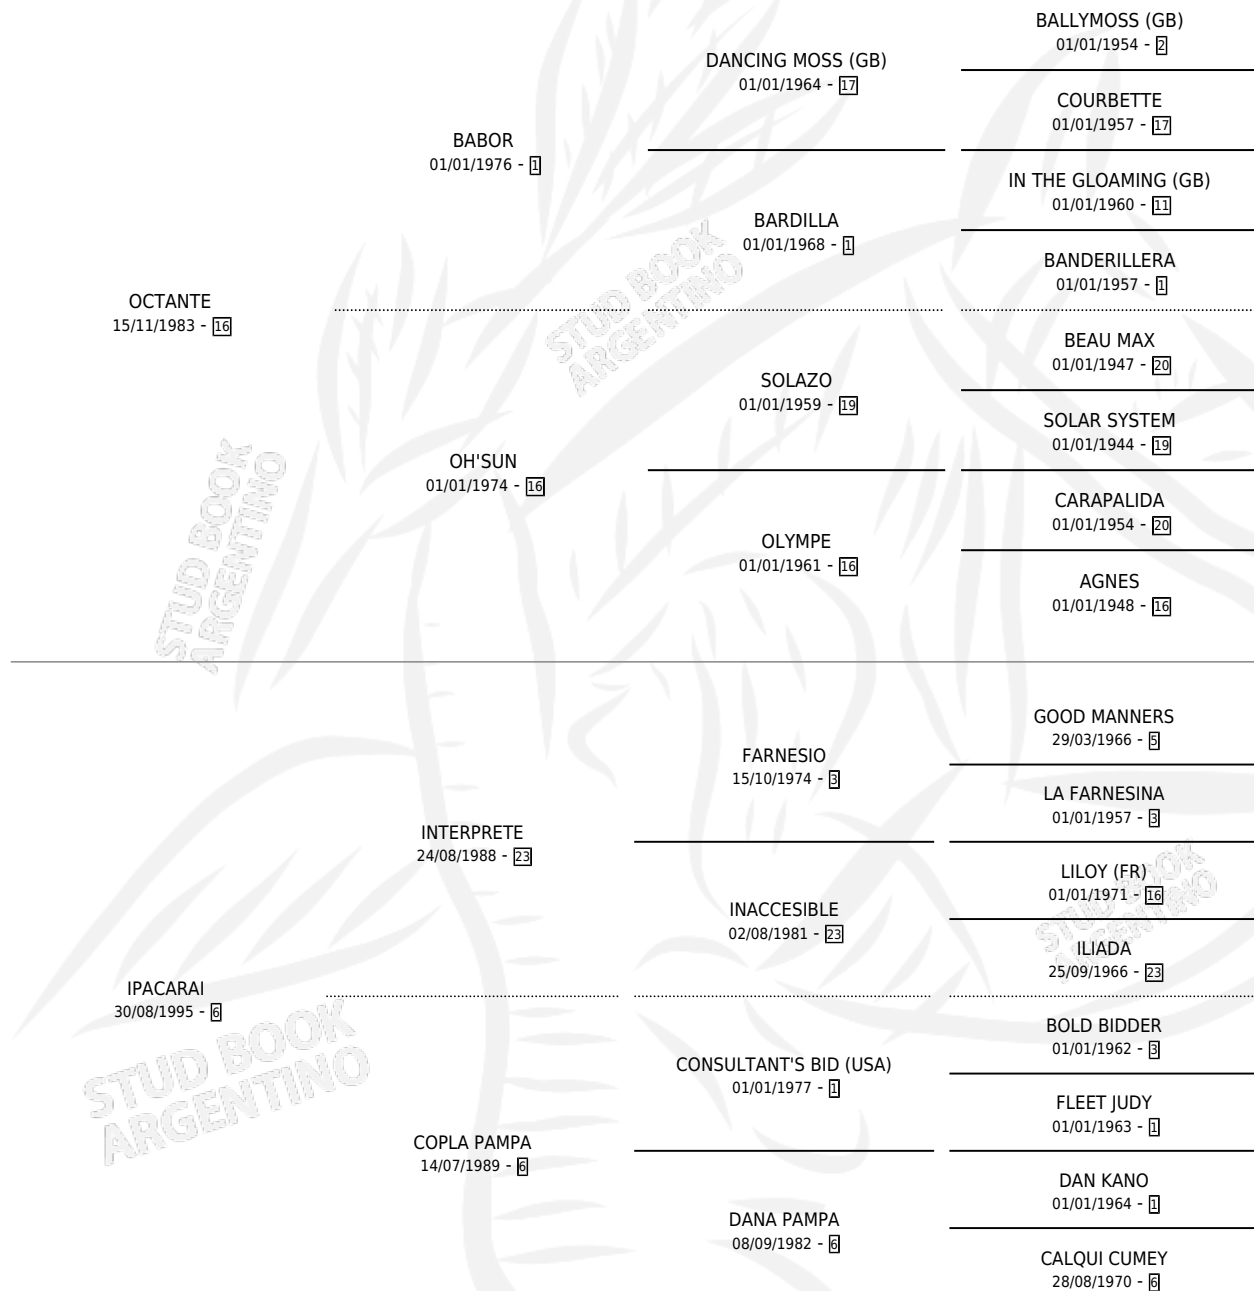 BALLYMOSS (GB)
01/01/1954 - 2
DANCING MOSS (GB)
01/01/1964 - 17
COURBETTE
01/01/1957 - 17
BABOR
01/01/1976 - 1
IN THE GLOAMING (GB)
01/01/1960 - 11
BARDILLA
01/01/1968 - 1
BANDERILLERA
01/01/1957 - 1
OCTANTE
15/11/1983 - 16
BEAU MAX
01/01/1947 - 20
SOLAZO
01/01/1959 - 19
SOLAR SYSTEM
01/01/1944 - 19
OH'SUN
01/01/1974 - 16
CARAPALIDA
01/01/1954 - 20
OLYMPE
01/01/1961 - 16
AGNES
01/01/1948 - 16
STUD BOOK
ARGENTINO
STUD BOOK
ARGENTINO
GOOD MANNERS
29/03/1966 - 5
FARNESIO
15/10/1974 - 3
LA FARNESINA
01/01/1957 - 3
INTERPRETE
24/08/1988 - 23
LILOY (FR)
01/01/1971 - 16
INACCESIBLE
02/08/1981 - 23
ILIADA
25/09/1966 - 23
IPACARAI
30/08/1995 - 6
BOLD BIDDER
01/01/1962 - 3
CONSULTANT'S BID (USA)
01/01/1977 - 1
FLEET JUDY
01/01/1963 - 1
COPLA PAMPA
14/07/1989 - 6
DAN KANO
01/01/1964 - 1
DANA PAMPA
08/09/1982 - 6
CALQUI CUMEY
28/08/1970 - 6
STUD BOOK
ARGENTINO
STUD BOOK
ARGENTINO